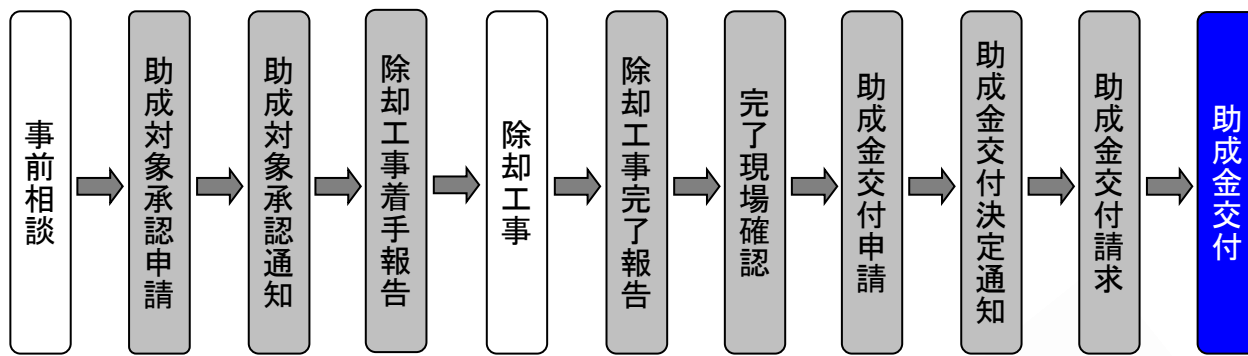 事前相談
助成対象承認申請
助成対象承認通知
除却工事着手報告
除却工事
除却工事完了報告
完了現場確認
助成金交付申請
助成金交付決定通知
助成金交付請求
助成金交付